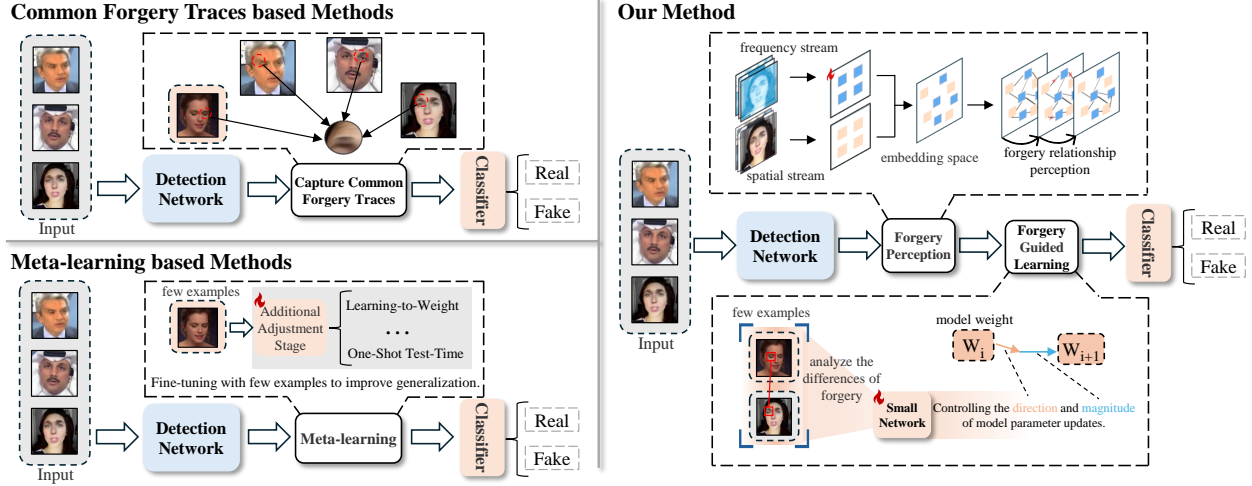 Common Forgery Traces based Methods
Input
Detection
Network
Capture Common
Forgery Traces
Classifier
Real
Fake
Meta-learning based Methods
few examples
Additional
Adjustment
Stage
Learning-to-Weight
...
One-Shot Test-Time
Fine-tuning with few examples to improve generalization.
Input
Detection
Network
Meta-learning
Classifier
Real
Fake
Our Method
frequency stream
spatial stream
embedding space
forgery relationship
perception
Input
Detection
Network
Forgery
Perception
Forgery
Guided
Learning
Classifier
Real
Fake
few examples
analyze the
differences of
forgery
Small
Network
model weight
W_i
W_{i+1}
Controlling the direction and magnitude
of model parameter updates.